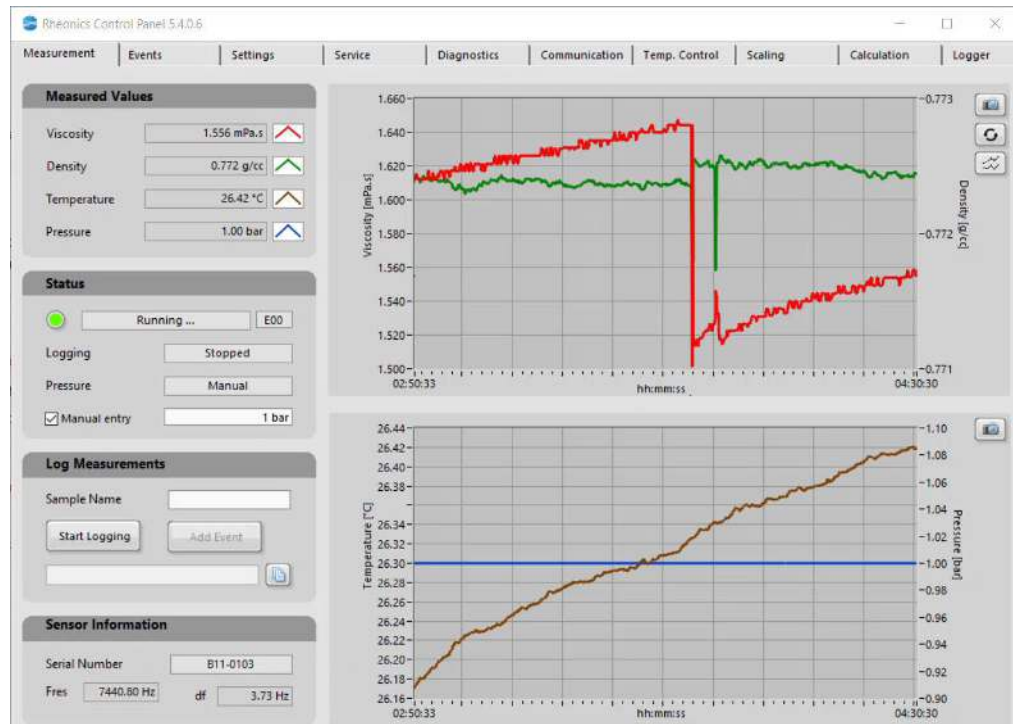 Rheonics Control Panel 5.4.0.6
Measurement Events Settings Service Diagnostics Communication Temp. Control Scaling Calculation Logger
Measured Values
Viscosity 1.556 mPa.s
Density 0.772 g/cc
Temperature 26.42 °C
Pressure 1.00 bar
Status
Running ... E00
Logging Stopped
Pressure Manual
Manual entry 1 bar
Log Measurements
Sample Name
Start Logging Add Event
Sensor Information
Serial Number B11-0103
Fres 7440.80 Hz df 3.73 Hz
Viscosity [mPa.s]
1.660
1.640
1.620
1.600
1.580
1.560
1.540
1.520
1.500
0.773
0.772
0.771
Density [g/cc]
02:50:33 hh:mm:ss 04:30:30
Temperature [°C]
26.44
26.42
26.40
26.38
26.34
26.32
26.30
26.28
26.26
26.24
26.22
26.20
26.18
26.16
1.10
1.08
1.06
1.04
1.02
1.00
0.98
0.96
0.94
0.92
0.90
Pressure [bar]
02:50:33 hh:mm:ss 04:30:30